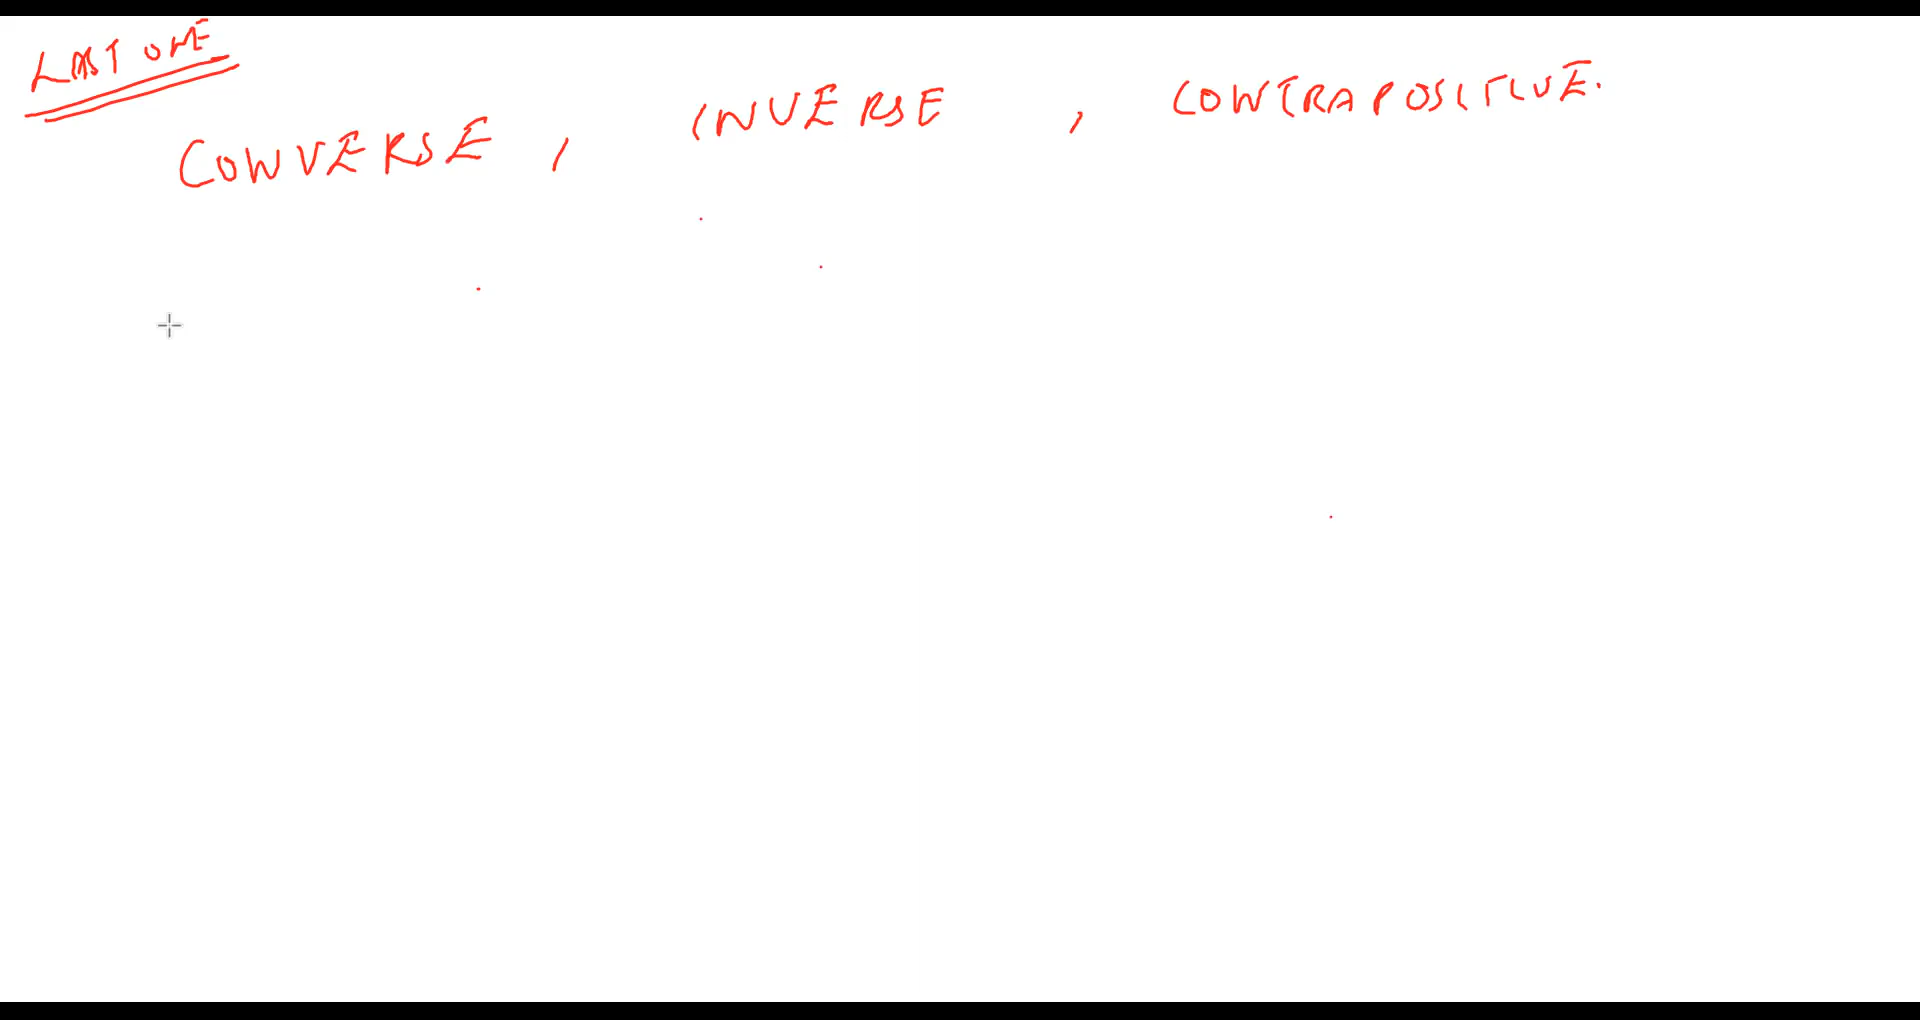 LAST ONE
CONVERSE , INVERSE , CONTRAPOSITIVE.